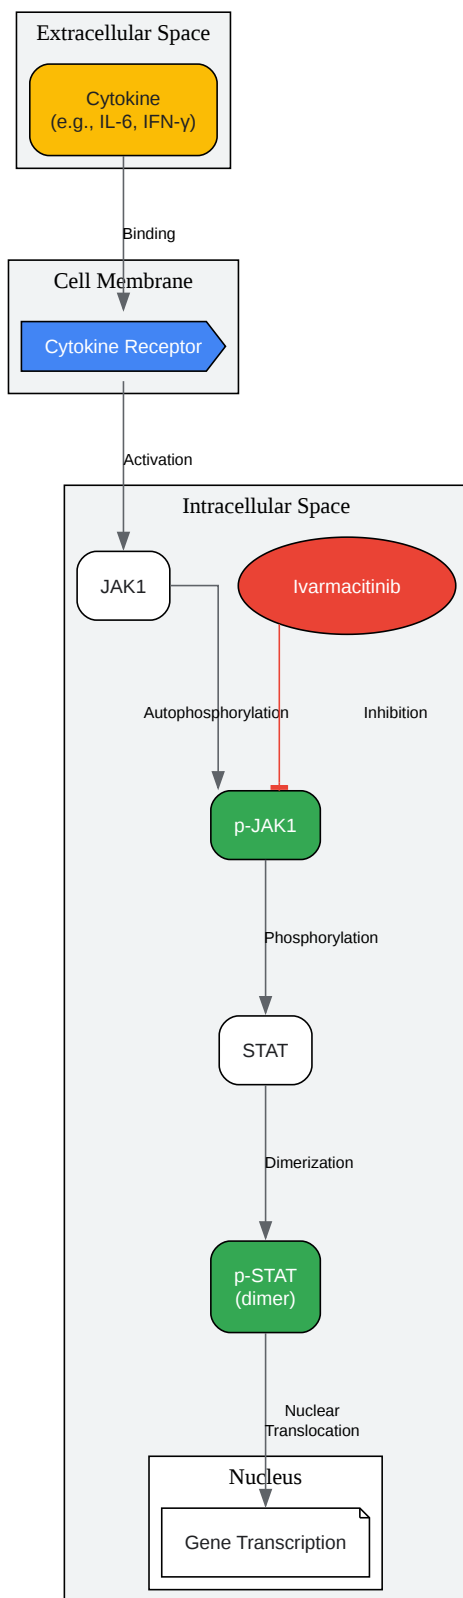 Extracellular Space
Cytokine
(e.g., IL-6, IFN-γ)
Binding
Cell Membrane
Cytokine Receptor
Activation
Intracellular Space
JAK1
Ivarmacitinib
Autophosphorylation
Inhibition
p-JAK1
Phosphorylation
STAT
Dimerization
p-STAT
(dimer)
Nuclear
Translocation
Nucleus
Gene Transcription